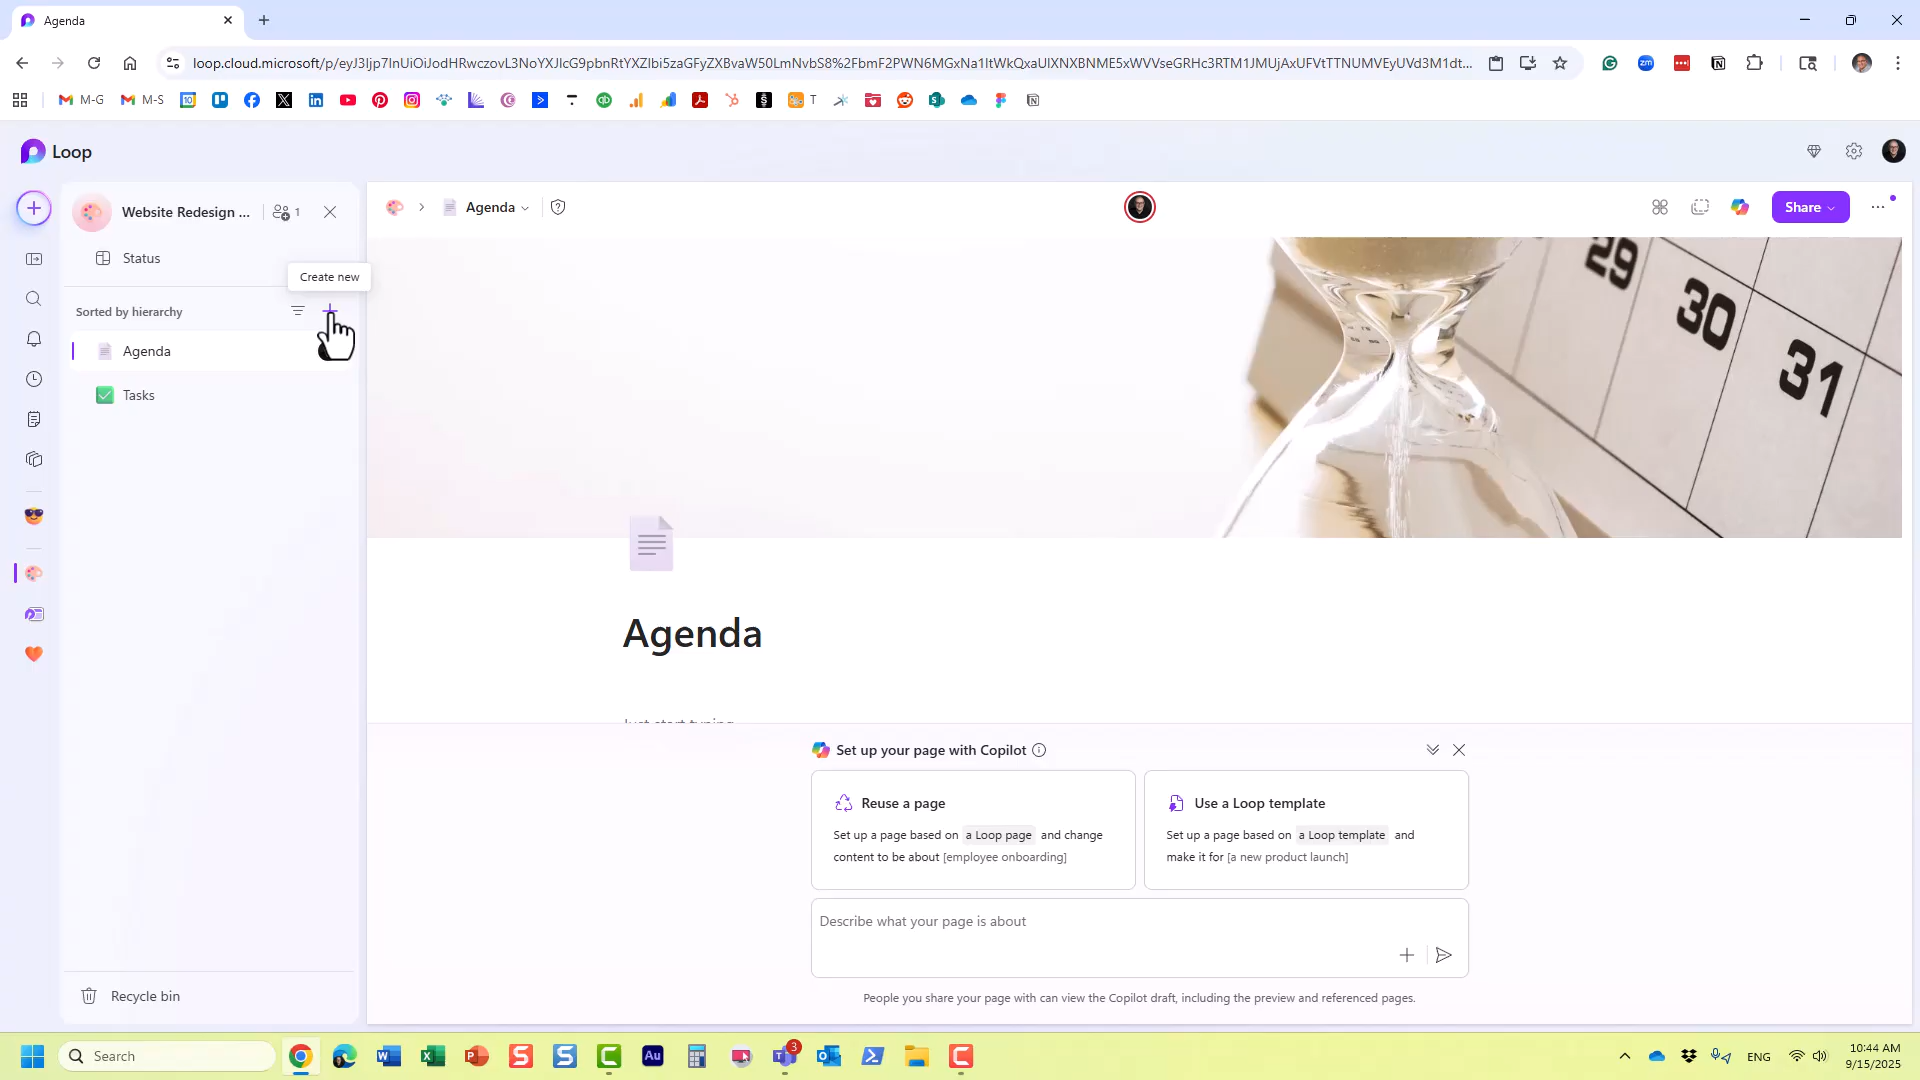 Agenda
loop.cloud.microsoft/p/
M-G
M-S
T
Loop
Website Redesign ...
1
Agenda
Share
Status
Create new
Sorted by hierarchy
Agenda
Tasks
29
30
31
Agenda
Just start typing
Set up your page with Copilot
Reuse a page
Set up a page based on a Loop page and change
content to be about [employee onboarding]
Use a Loop template
Set up a page based on a Loop template and
make it for [a new product launch]
Describe what your page is about
People you share your page with can view the Copilot draft, including the preview and referenced pages.
Recycle bin
Search
Au
3
ENG
10:44 AM
9/15/2025